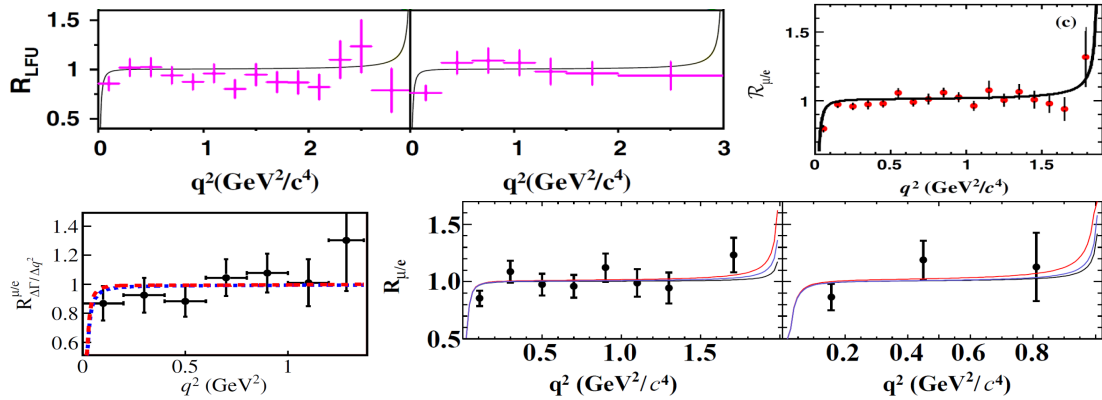 R_LFU
1.5
1
0.5
0 1 2 0 1 2 3
q²(GeV²/c⁴) q²(GeV²/c⁴)
(c)
ℛ_μ/e
1.5
1
0 0.5 1 1.5
q² (GeV²/c⁴)
R^μ/e_ΔΓ/Δq²
1.4
1.2
1
0.8
0.6
0 0.5 1
q² (GeV²)
R_μ/e
1.5
1.0
0.5
0.5 1.0 1.5 0.2 0.4 0.6 0.8
q² (GeV²/c⁴) q² (GeV²/c⁴)